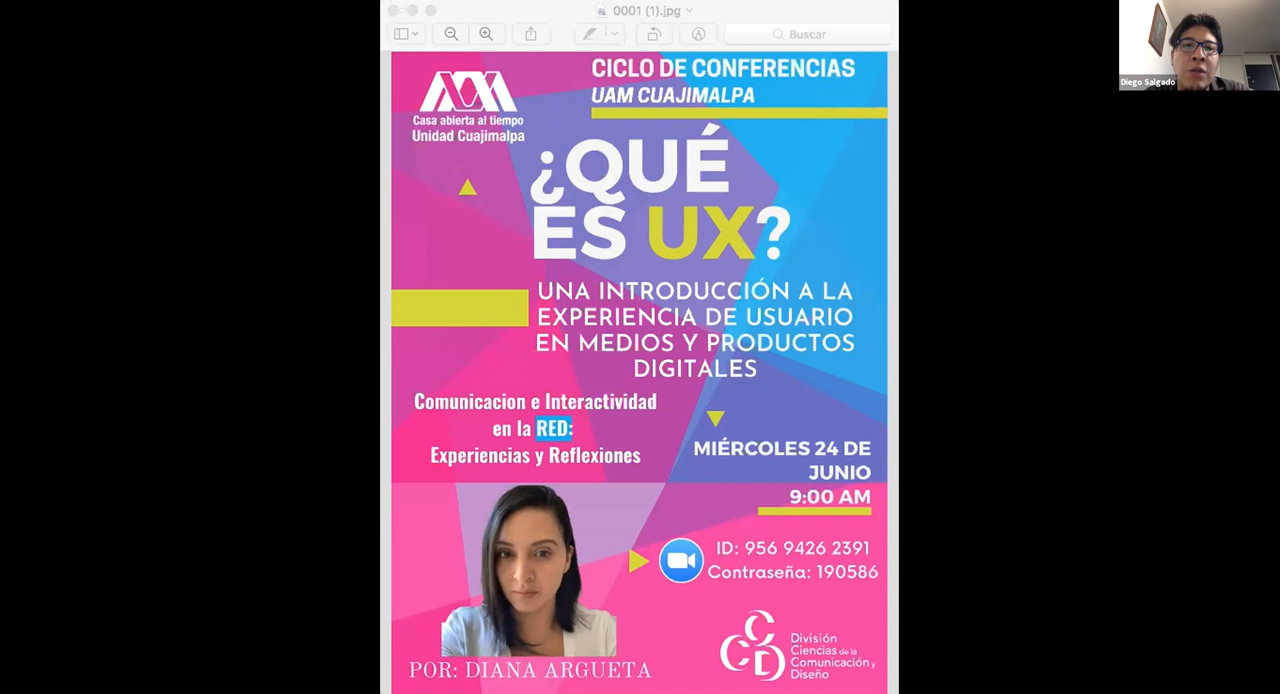 0001 (1).jpg
Buscar
Diego Salgado
Casa abierta al tiempo
Unidad Cuajimalpa
CICLO DE CONFERENCIAS
UAM CUAJIMALPA
¿QUÉ
ES UX?
UNA INTRODUCCIÓN A LA
EXPERIENCIA DE USUARIO
EN MEDIOS Y PRODUCTOS
DIGITALES
Comunicacion e Interactividad
en la RED:
Experiencias y Reflexiones
MIÉRCOLES 24 DE
JUNIO
9:00 AM
ID: 956 9426 2391
Contraseña: 190586
POR: DIANA ARGUETA
CCD
División
Ciencias de la
Comunicación y
Diseño